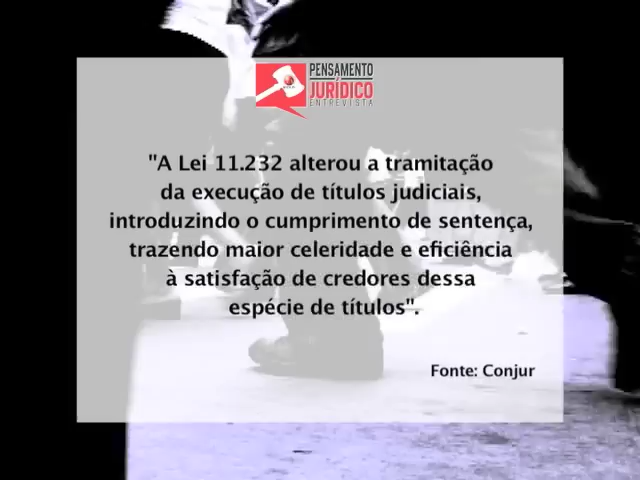 PENSAMENTO
JURÍDICO
ENTREVISTA
"A Lei 11.232 alterou a tramitação
da execução de títulos judiciais,
introduzindo o cumprimento de sentença,
trazendo maior celeridade e eficiência
à satisfação de credores dessa
espécie de títulos".
Fonte: Conjur